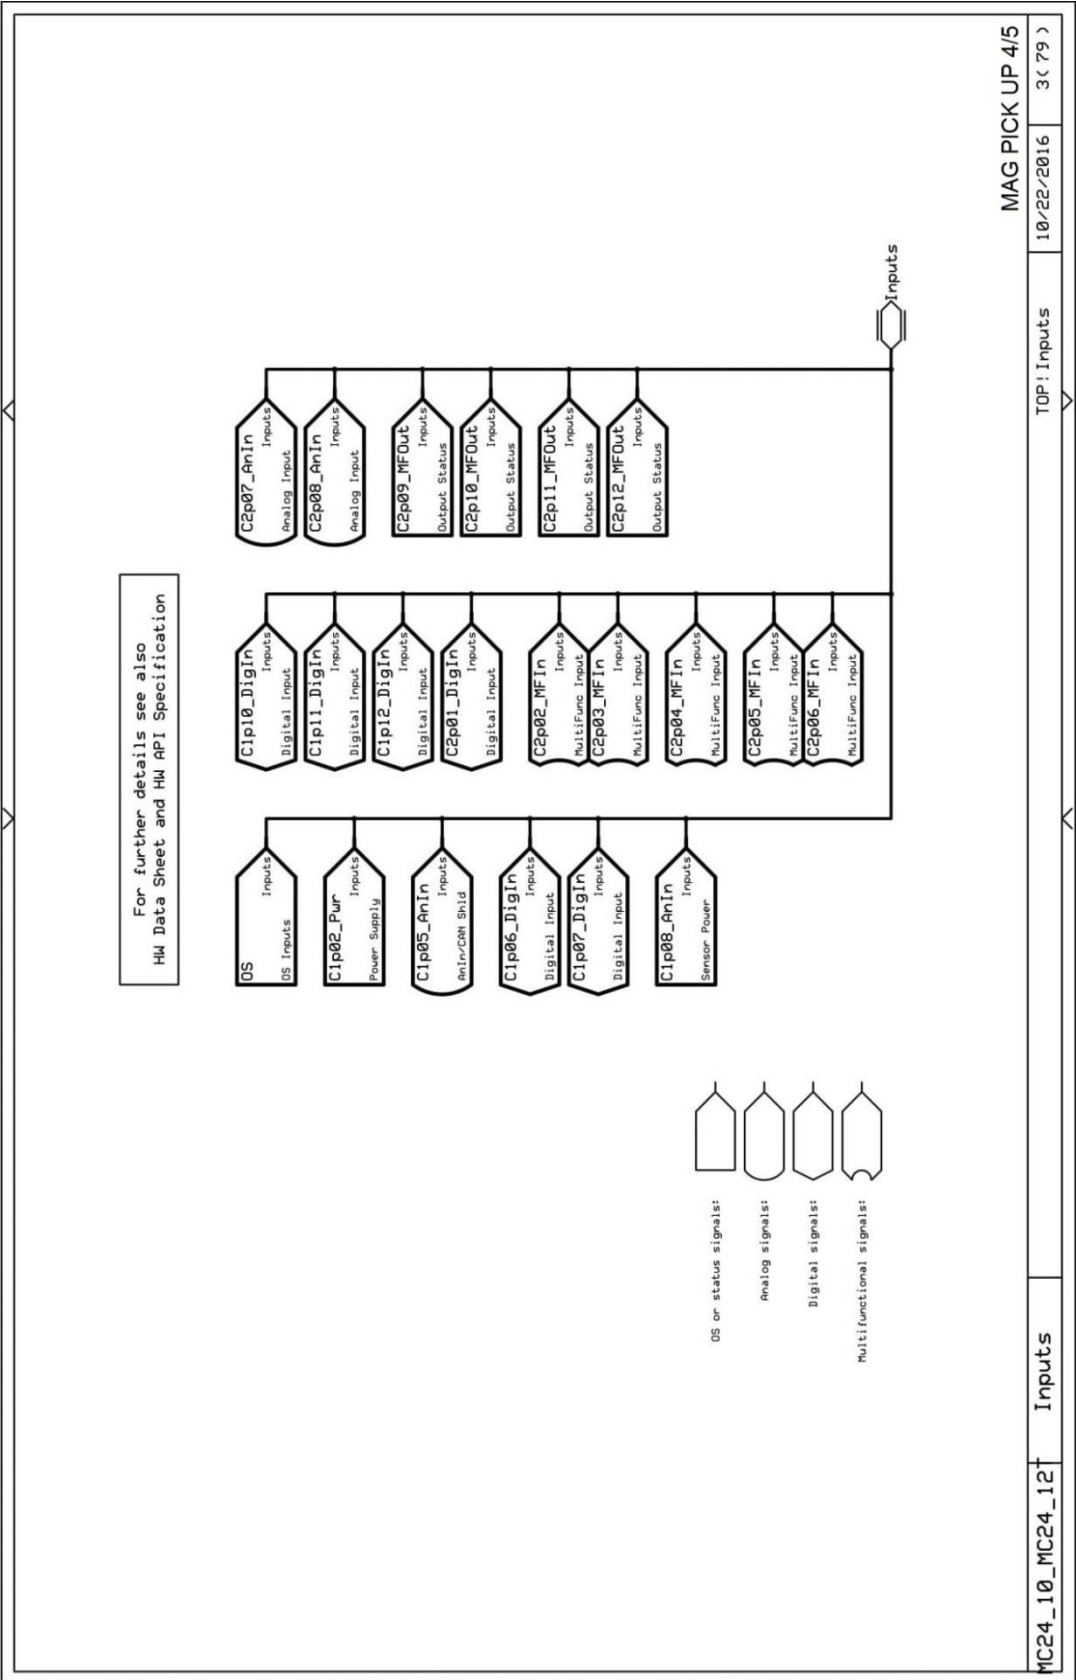 For further details see also
HW Data Sheet and HW API Specification
OS
Inputs
OS Inputs
C1p02_Pwr
Inputs
Power Supply
C1p05_AnIn
Inputs
AnIn/CAN Shld
C1p06_DigIn
Inputs
Digital Input
C1p07_DigIn
Inputs
Digital Input
C1p08_AnIn
Inputs
Sensor Power
C1p10_DigIn
Inputs
Digital Input
C1p11_DigIn
Inputs
Digital Input
C1p12_DigIn
Inputs
Digital Input
C2p01_DigIn
Inputs
Digital Input
C2p02_MFIn
Inputs
MultiFunc Input
C2p03_MFIn
Inputs
MultiFunc Input
C2p04_MFIn
Inputs
MultiFunc Input
C2p05_MFIn
Inputs
MultiFunc Input
C2p06_MFIn
Inputs
MultiFunc Input
C2p07_AnIn
Inputs
Analog Input
C2p08_AnIn
Inputs
Analog Input
C2p09_MFOut
Inputs
Output Status
C2p10_MFOut
Inputs
Output Status
C2p11_MFOut
Inputs
Output Status
C2p12_MFOut
Inputs
Output Status
Inputs
OS or status signals:
Analog signals:
Digital signals:
Multifunctional signals:
MAG PICK UP 4/5
MC24_10_MC24_12T
Inputs
TOP! Inputs
10/22/2016
3( 79 )